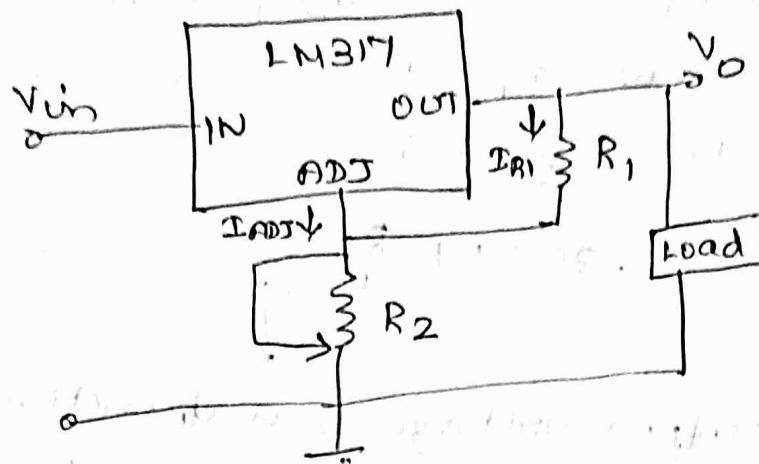 LM317
Vin
IN
OUT
Vo
ADJ
IR1
R1
IADJ
Load
R2